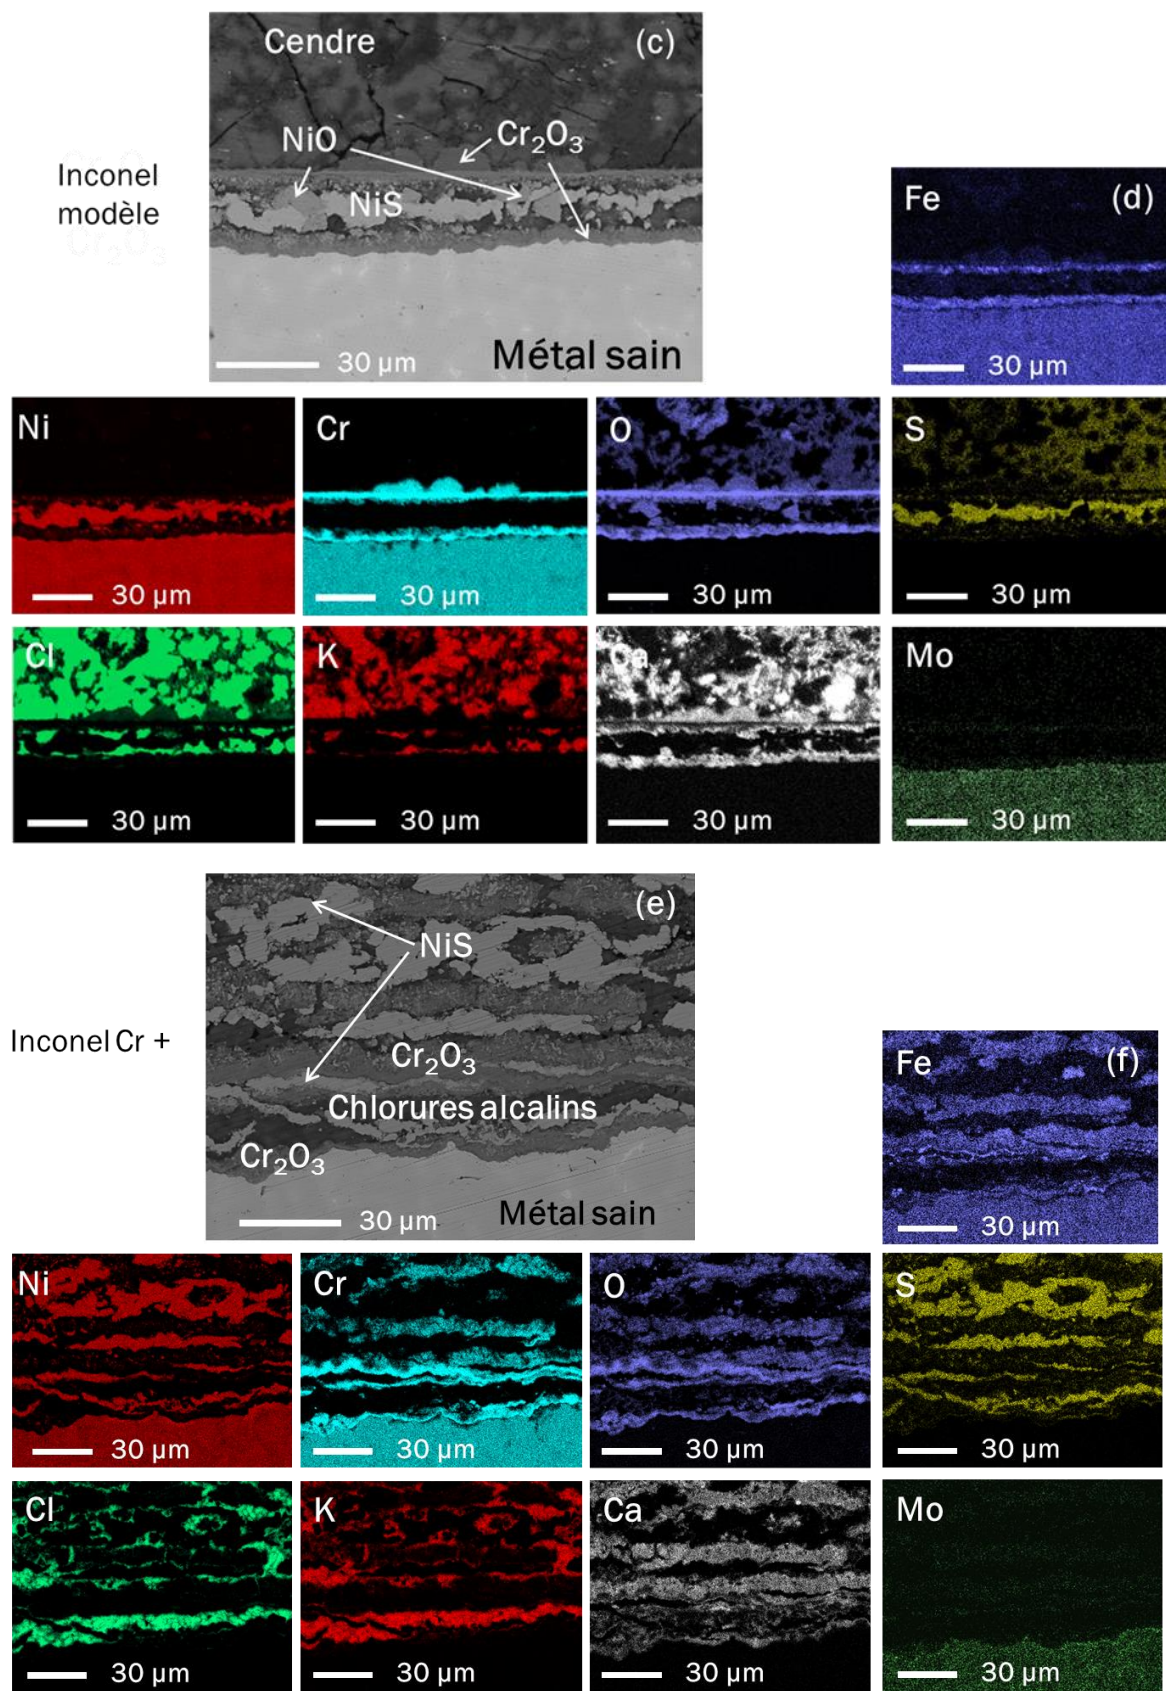 Cendre
(c)
NiO
Cr₂O₃
Inconel
modèle
NiS
30 µm
Métal sain
Fe
(d)
30 µm
Ni
Cr
O
S
30 µm
30 µm
30 µm
30 µm
Cl
K
Ca
Mo
30 µm
30 µm
30 µm
30 µm
(e)
NiS
Inconel Cr +
Cr₂O₃
Chlorures alcalins
Cr₂O₃
30 µm
Métal sain
Fe
(f)
30 µm
Ni
Cr
O
S
30 µm
30 µm
30 µm
30 µm
Cl
K
Ca
Mo
30 µm
30 µm
30 µm
30 µm